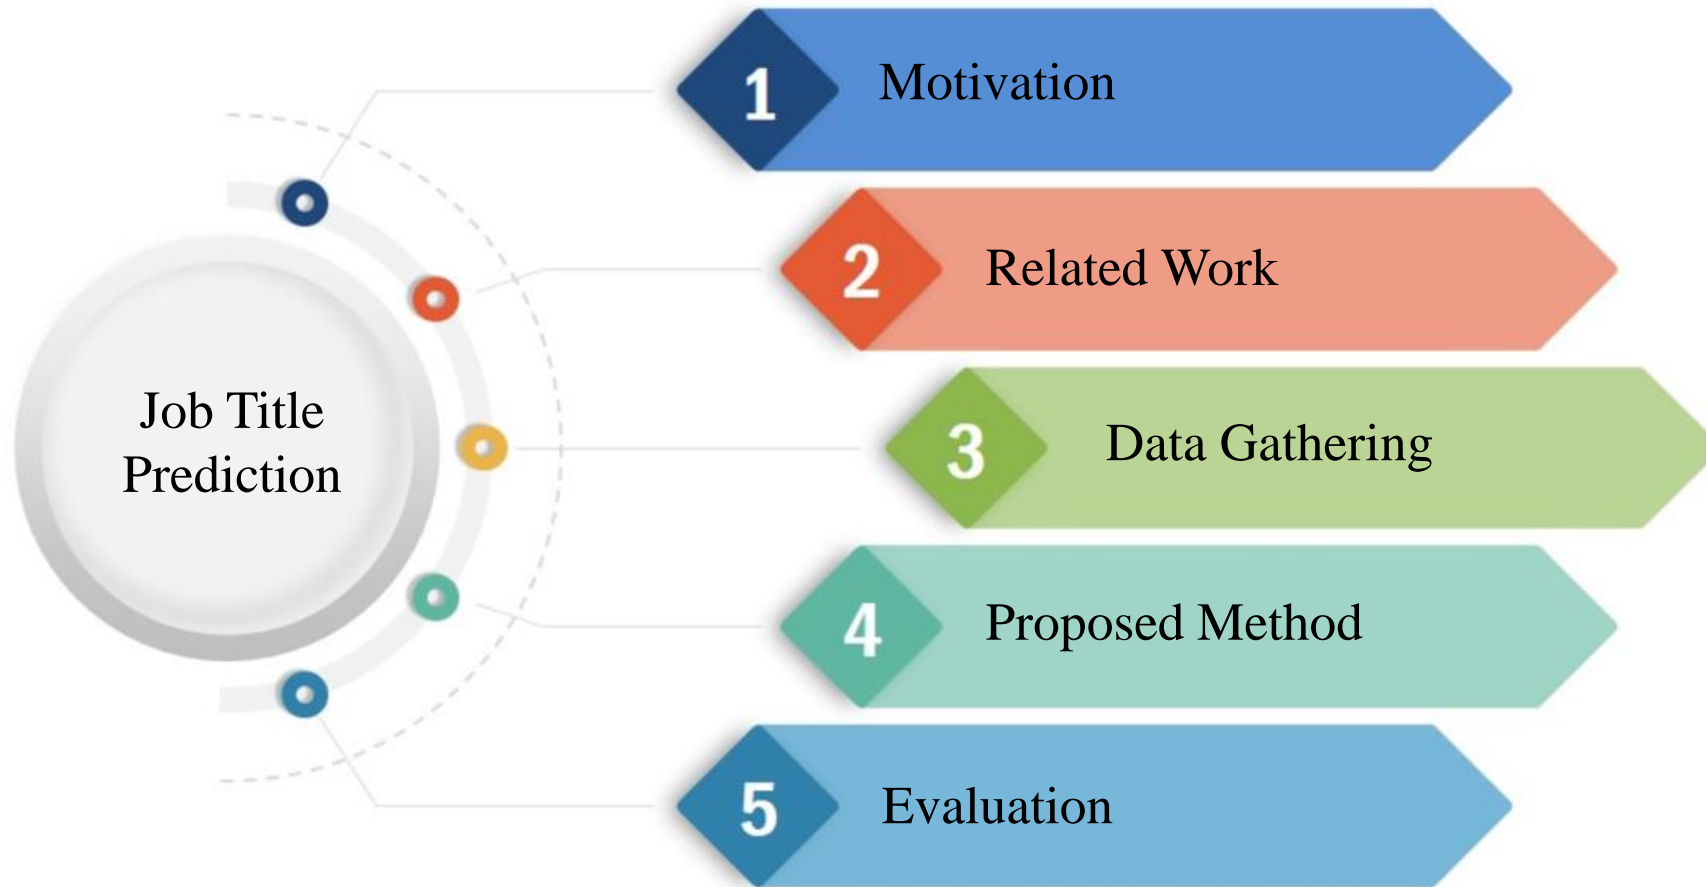 Job Title
Prediction
1 Motivation
2 Related Work
3 Data Gathering
4 Proposed Method
5 Evaluation